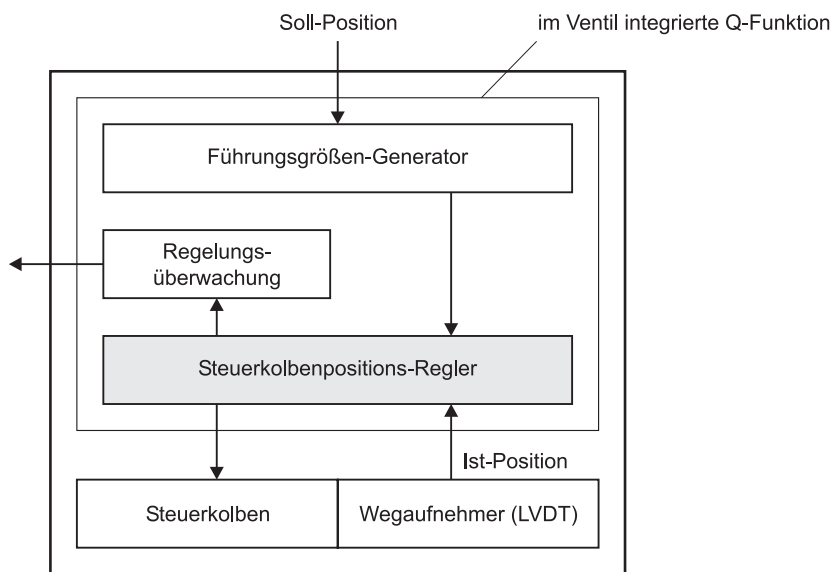 Soll-Position
im Ventil integrierte Q-Funktion
Führungsgrößen-Generator
Regelungs-
überwachung
Steuerkolbenpositions-Regler
Ist-Position
Steuerkolben
Wegaufnehmer (LVDT)